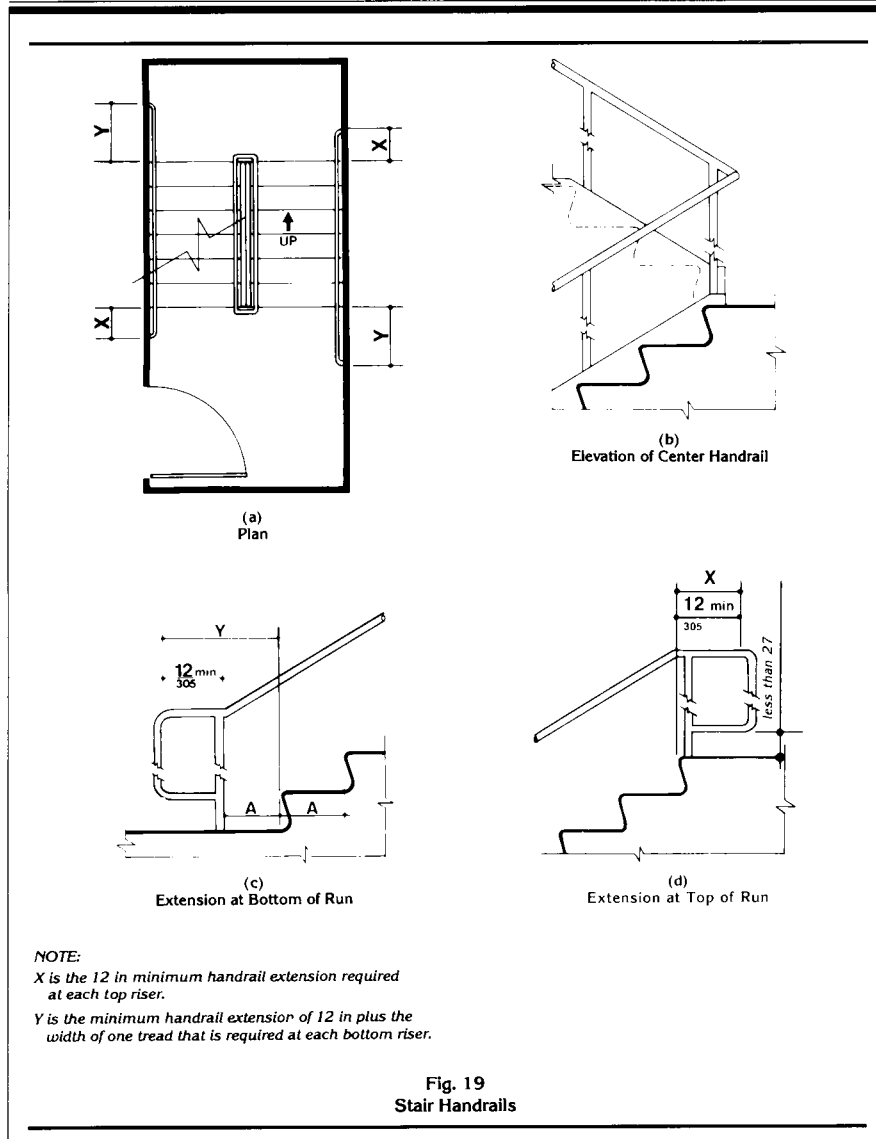 Y
X
UP
X
Y
(a)
Plan
(b)
Elevation of Center Handrail
Y
12 min
305
A
A
(c)
Extension at Bottom of Run
X
12 min
305
less than 27
(d)
Extension at Top of Run
NOTE:
X is the 12 in minimum handrail extension required
at each top riser.
Y is the minimum handrail extension of 12 in plus the
width of one tread that is required at each bottom riser.
Fig. 19
Stair Handrails